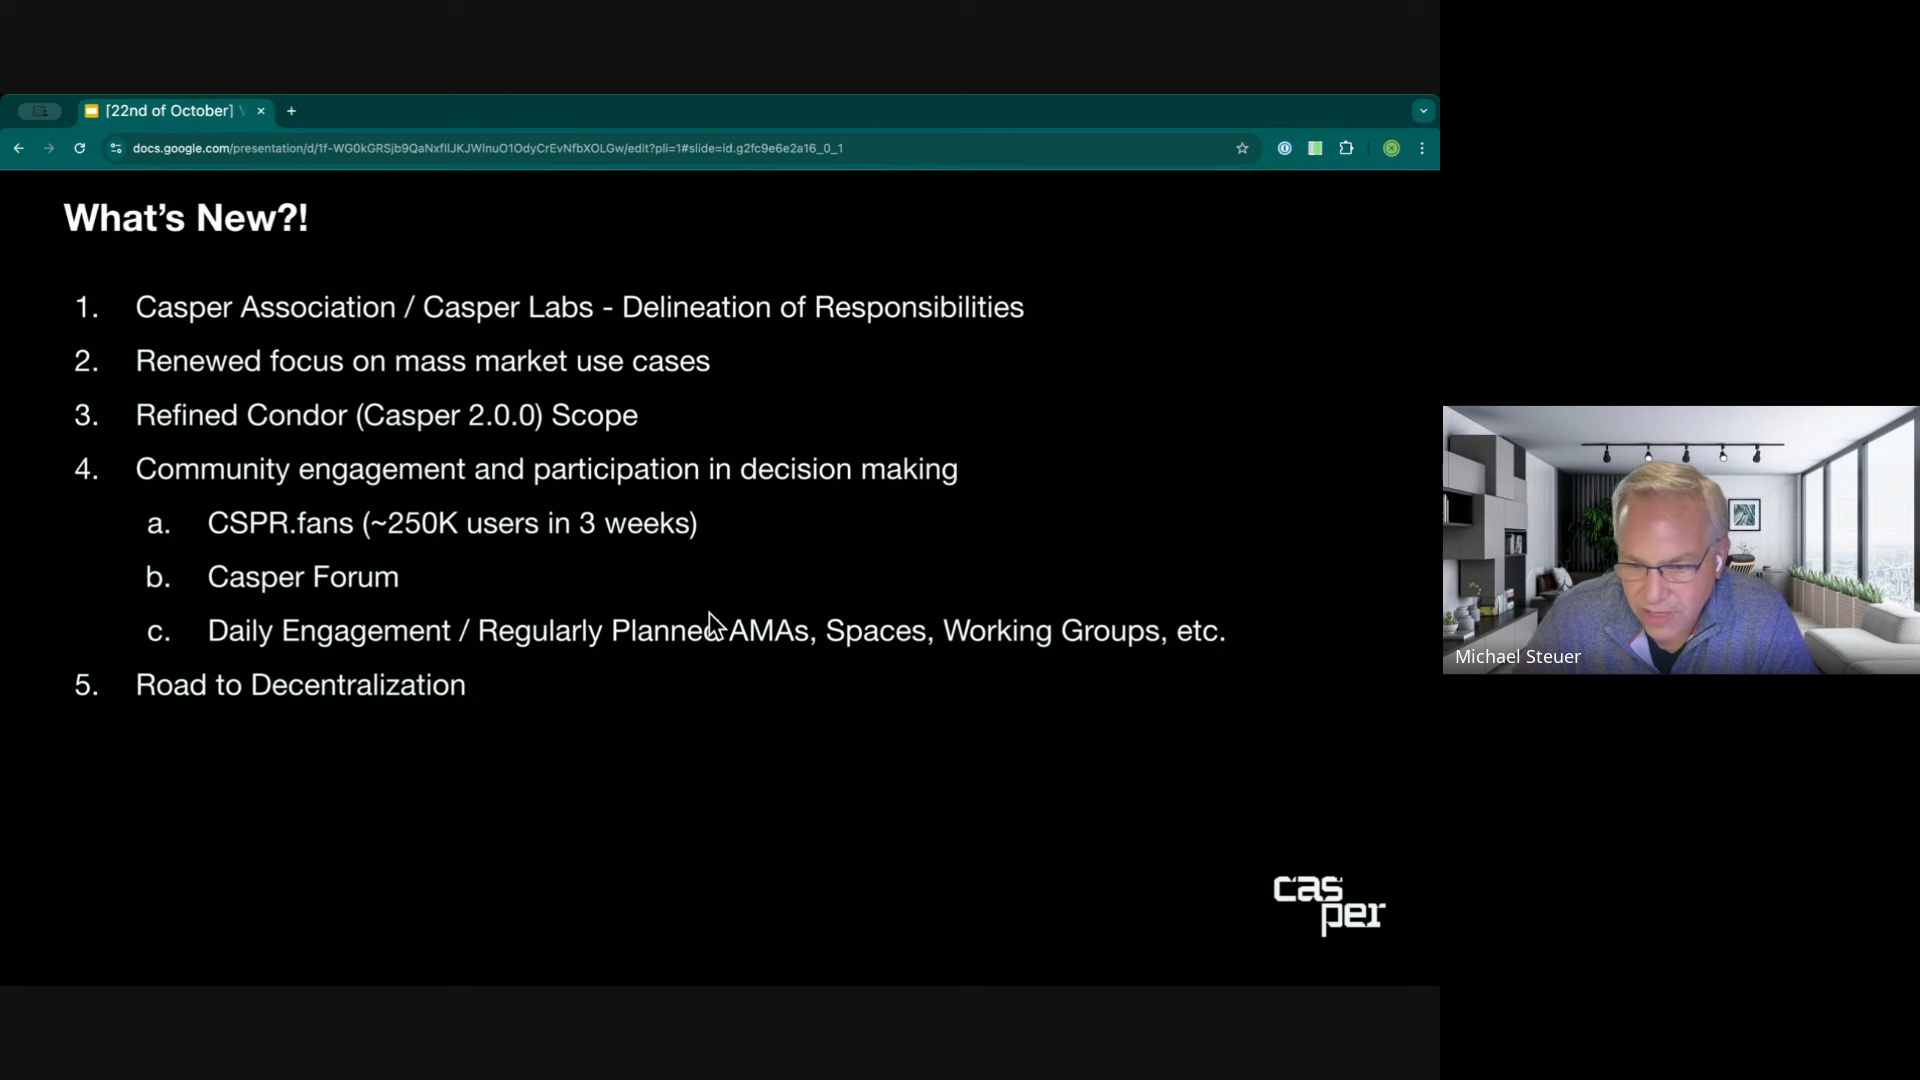 [22nd of October]
docs.google.com/presentation/d/1f-WG0kGRSjb9QaNxfIIJKJWInuO1OdyCrEvNfbXOLGw/edit?pli=1#slide=id.g2fc9e6e2a16_0_1
What's New?!
1. Casper Association / Casper Labs - Delineation of Responsibilities
2. Renewed focus on mass market use cases
3. Refined Condor (Casper 2.0.0) Scope
4. Community engagement and participation in decision making
a. CSPR.fans (~250K users in 3 weeks)
b. Casper Forum
c. Daily Engagement / Regularly Planned AMAs, Spaces, Working Groups, etc.
5. Road to Decentralization
Michael Steuer
cas
per